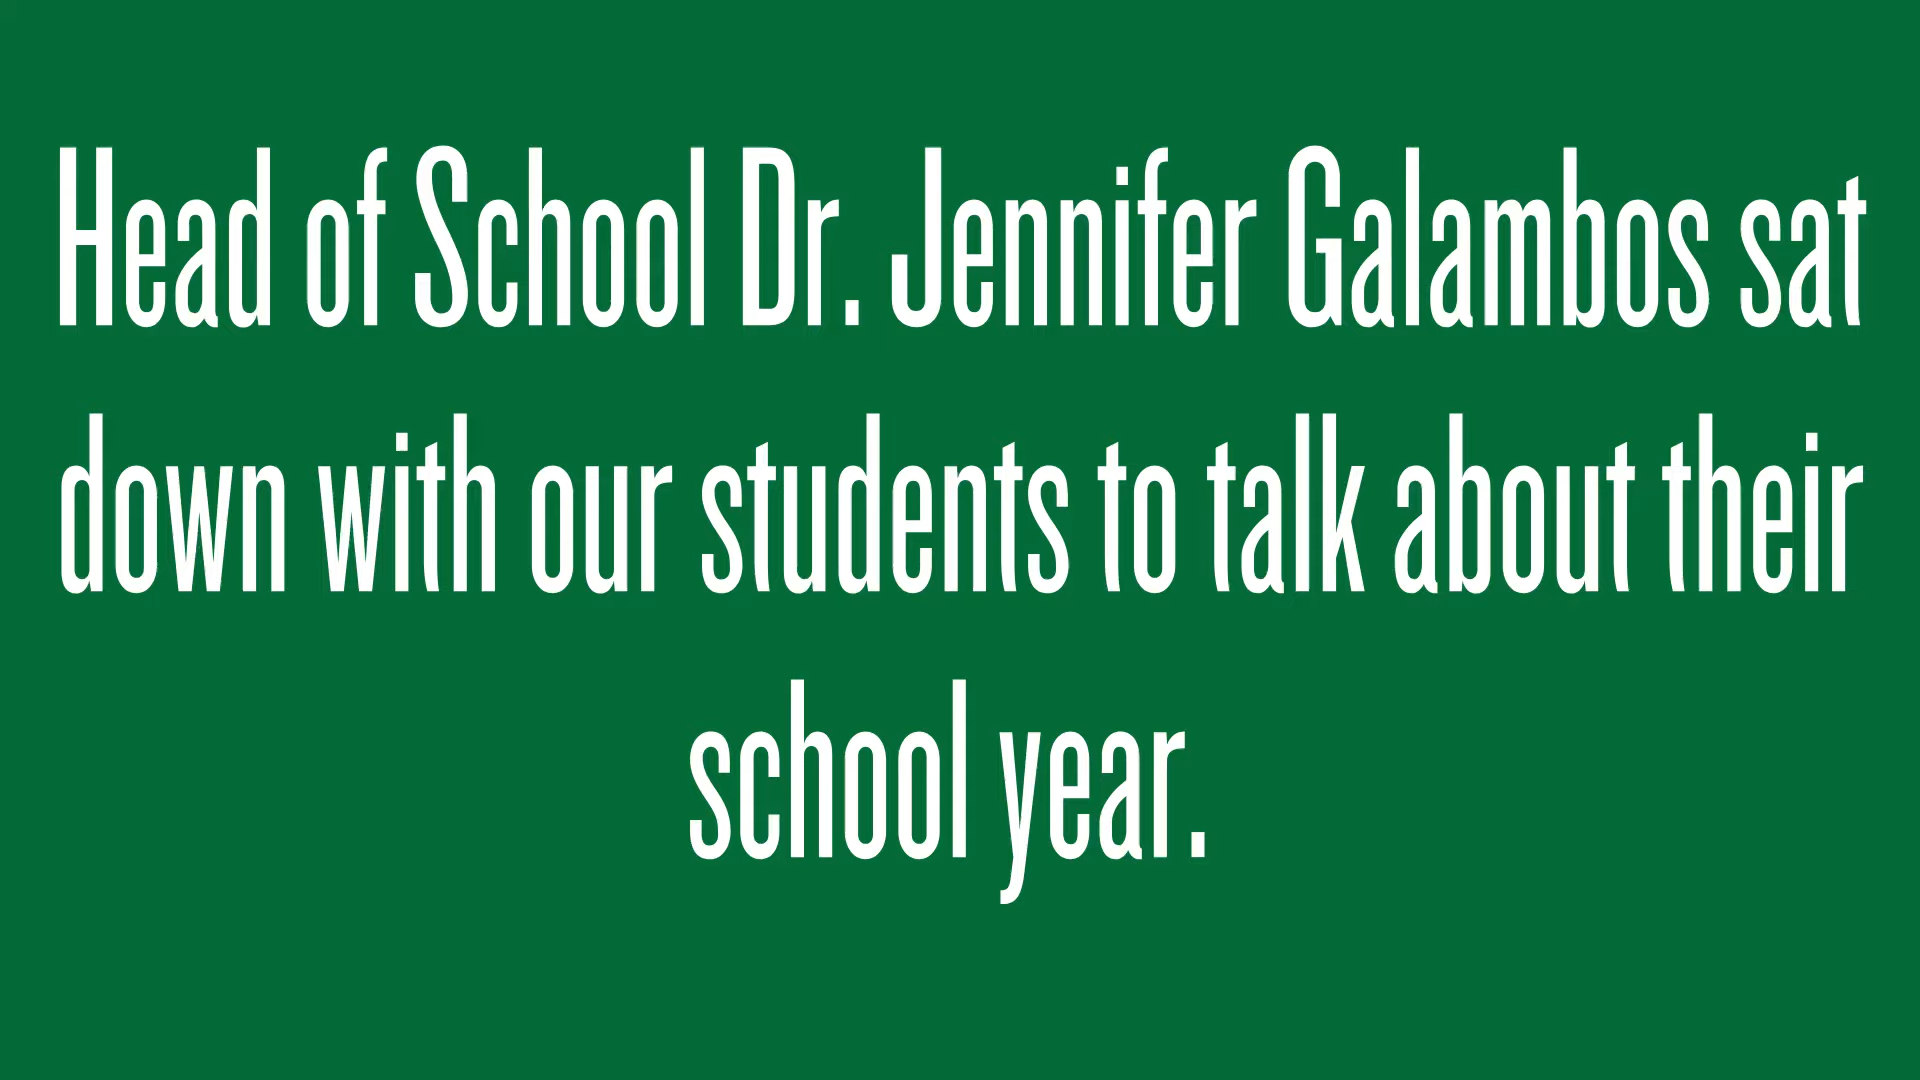 Head of School Dr. Jennifer Galambos sat
down with our students to talk about their
school year.